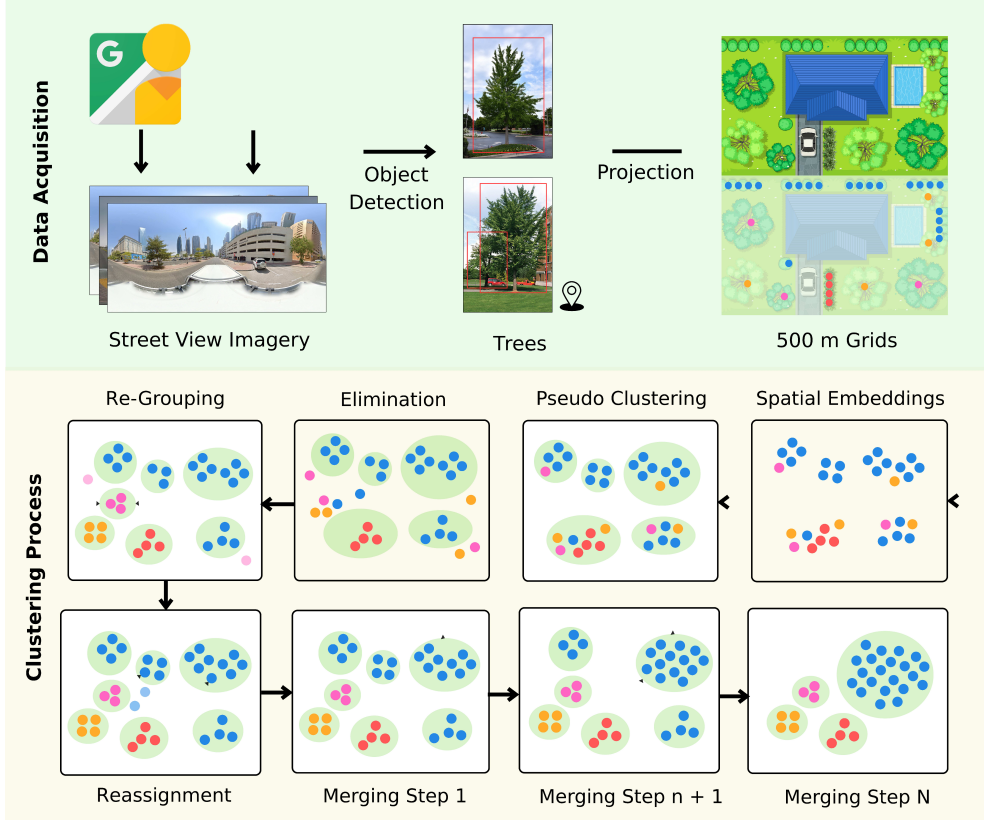 Data Acquisition
G
Object
Detection
Projection
Street View Imagery
Trees
500 m Grids
Clustering Process
Re-Grouping
Elimination
Pseudo Clustering
Spatial Embeddings
Reassignment
Merging Step 1
Merging Step n + 1
Merging Step N